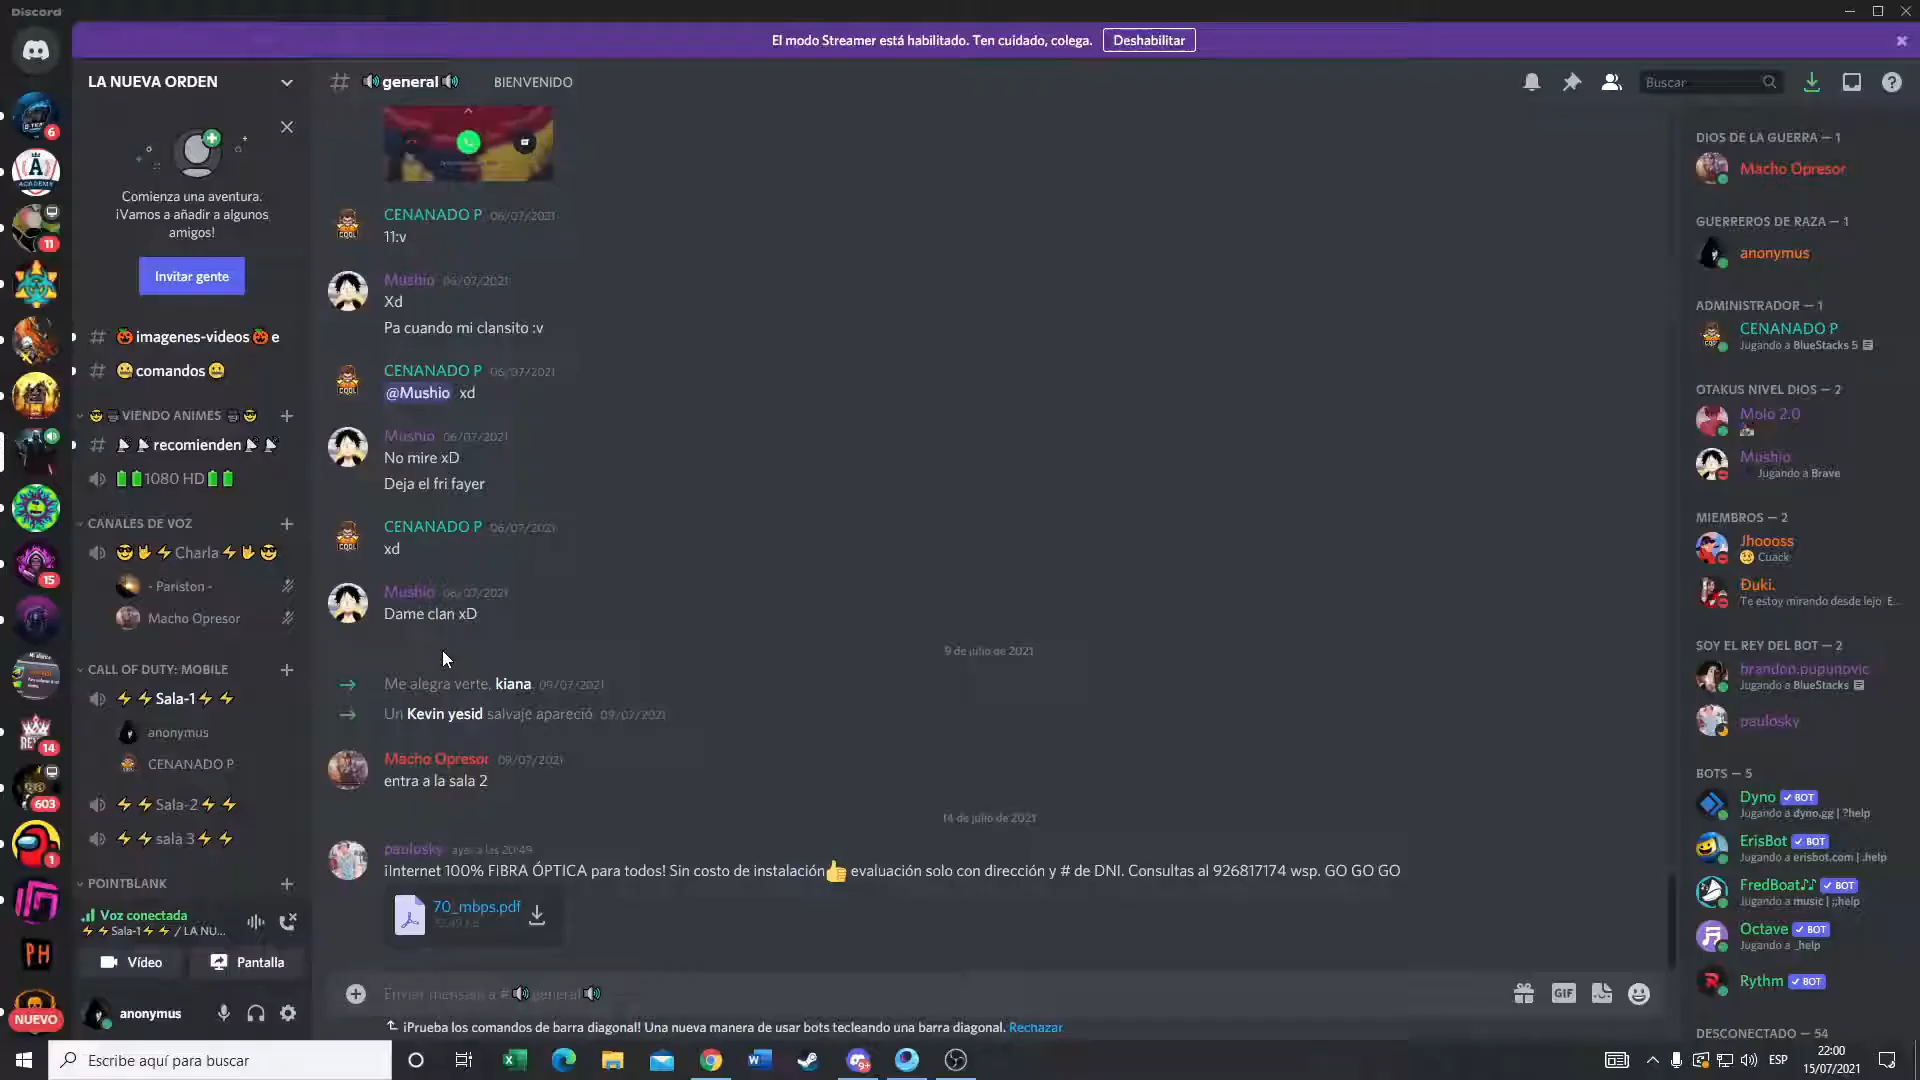 Discord
El modo Streamer está habilitado. Ten cuidado, colega.
Deshabilitar
LA NUEVA ORDEN
general
BIENVENIDO
Buscar
6
ACADEMY
11
15
14
603
1
PH
NUEVO
Comienza una aventura.
¡Vamos a añadir a algunos
amigos!
Invitar gente
# 🎃imagenes-videos🎃e
# comandos
VIENDO ANIMES
# recomienden
1080 HD
CANALES DE VOZ
Charla
- Pariston -
Macho Opresor
CALL OF DUTY: MOBILE
⚡⚡Sala-1⚡⚡
anonymus
CENANADO P
⚡⚡Sala-2⚡⚡
⚡⚡sala 3⚡⚡
POINTBLANK
Voz conectada
⚡⚡Sala-1⚡⚡ / LA NU...
Vídeo
Pantalla
anonymus
CENANADO P 06/07/2021
11:v
Mushio 06/07/2021
Xd
Pa cuando mi clansito :v
CENANADO P 06/07/2021
@Mushio xd
Mushio 06/07/2021
No mire xD
Deja el fri fayer
CENANADO P 06/07/2021
xd
Mushio 06/07/2021
Dame clan xD
9 de julio de 2021
Me alegra verte, kiana. 09/07/2021
Un Kevin yesid salvaje apareció. 09/07/2021
Macho Opresor 09/07/2021
entra a la sala 2
14 de julio de 2021
paulosky ayer a las 20:49
¡Internet 100% FIBRA ÓPTICA para todos! Sin costo de instalación👍 evaluación solo con dirección y # de DNI. Consultas al 926817174 wsp. GO GO GO
70_mbps.pdf
Enviar mensaje a #🔊general🔊
GIF
¡Prueba los comandos de barra diagonal! Una nueva manera de usar bots tecleando una barra diagonal. Rechazar
DIOS DE LA GUERRA — 1
Macho Opresor
GUERREROS DE RAZA — 1
anonymus
ADMINISTRADOR — 1
CENANADO P
Jugando a BlueStacks 5
OTAKUS NIVEL DIOS — 2
Molo 2.0
Mushio
Jugando a Brave
MIEMBROS — 2
Jhoooss
Cuack
Đuki.
Te estoy mirando desde lejo. E...
SOY EL REY DEL BOT — 2
brandon.pupunovic
Jugando a BlueStacks
paulosky
BOTS — 5
Dyno ✓ BOT
Jugando a dyno.gg | ?help
ErisBot ✓ BOT
Jugando a erisbot.com | .help
FredBoat♪♪ ✓ BOT
Jugando a music | ;;help
Octave ✓ BOT
Jugando a _help
Rythm ✓ BOT
DESCONECTADO — 54
Escribe aquí para buscar
ESP
22:00
15/07/2021